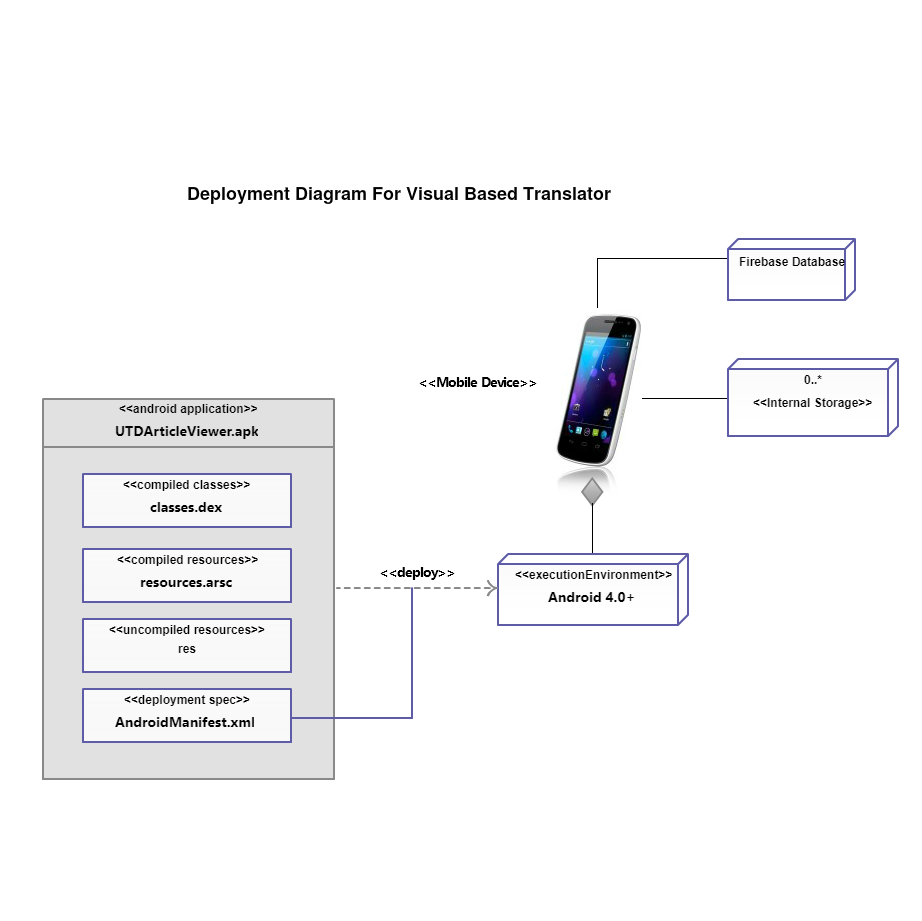 Deployment Diagram For Visual Based Translator
Firebase Database
<<Mobile Device>>
0..*
<<Internal Storage>>
<<android application>>
UTDArticleViewer.apk
<<compiled classes>>
classes.dex
<<compiled resources>>
resources.arsc
<<uncompiled resources>>
res
<<deployment spec>>
AndroidManifest.xml
<<deploy>>
<<executionEnvironment>>
Android 4.0+